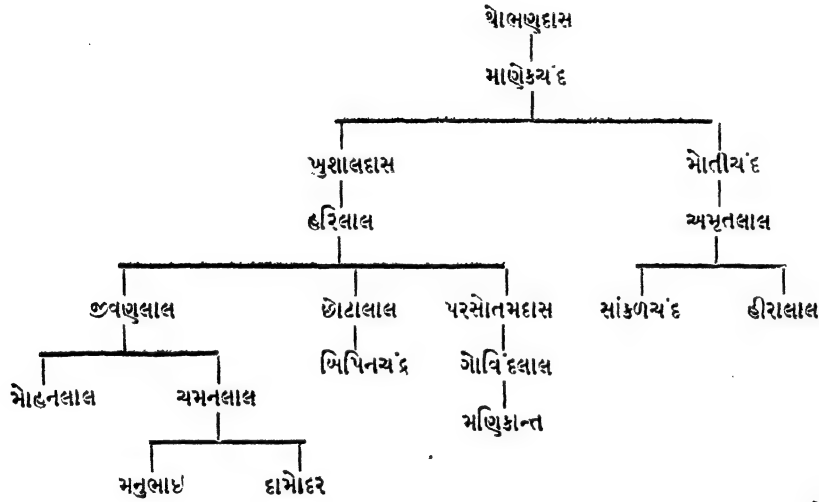 થોભણદાસ
માણેકચંદ
ખુશાલદાસ મોતીચંદ
હરિલાલ અમૃતલાલ
જીવણલાલ છોટાલાલ પરસોતમદાસ સાંકળચંદ હીરાલાલ
બિપિનચંદ્ર ગોવિંદલાલ
મોહનલાલ ચમનલાલ
મણિકાન્ત
મનુભાઇ દામોદર